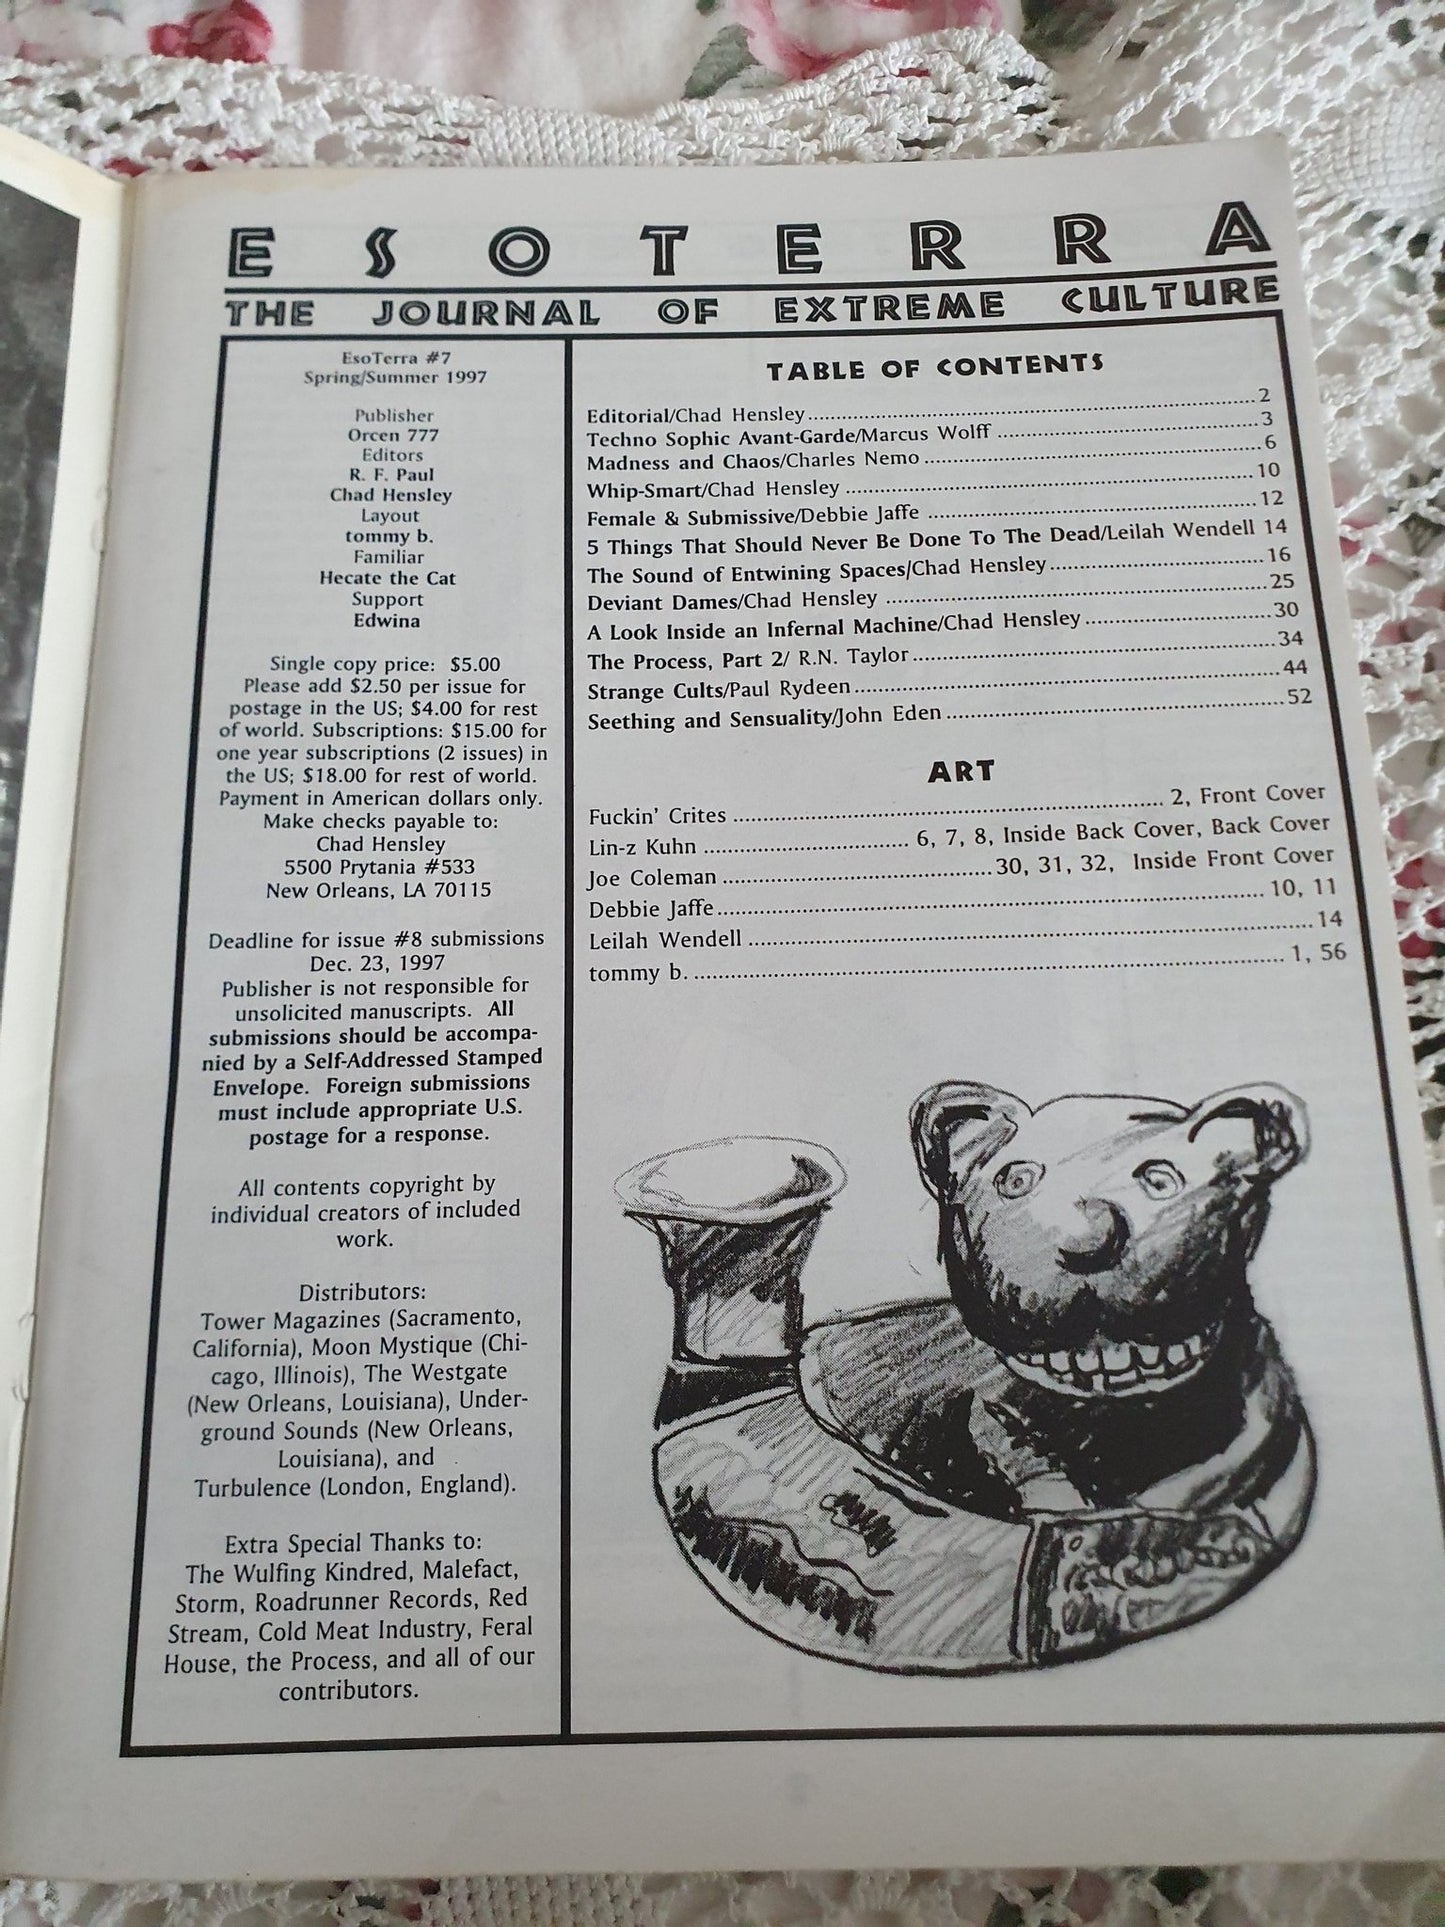 ESOTERRA
THE JOURNAL OF EXTREME CULTURE
EsoTerra #7
Spring/Summer 1997
Publisher
Orcen 777
Editors
R. F. Paul
Chad Hensley
Layout
tommy b.
Familiar
Hecate the Cat
Support
Edwina
Single copy price: $5.00
Please add $2.50 per issue for
postage in the US; $4.00 for rest
of world. Subscriptions: $15.00 for
one year subscriptions (2 issues) in
the US; $18.00 for rest of world.
Payment in American dollars only.
Make checks payable to:
Chad Hensley
5500 Prytania #533
New Orleans, LA 70115
Deadline for issue #8 submissions
Dec. 23, 1997
Publisher is not responsible for
unsolicited manuscripts. All
submissions should be accompa-
nied by a Self-Addressed Stamped
Envelope. Foreign submissions
must include appropriate U.S.
postage for a response.
All contents copyright by
individual creators of included
work.
Distributors:
Tower Magazines (Sacramento,
California), Moon Mystique (Chi-
cago, Illinois), The Westgate
(New Orleans, Louisiana), Under-
ground Sounds (New Orleans,
Louisiana), and
Turbulence (London, England).
Extra Special Thanks to:
The Wulfing Kindred, Malefact,
Storm, Roadrunner Records, Red
Stream, Cold Meat Industry, Feral
House, the Process, and all of our
contributors.
TABLE OF CONTENTS
Editorial/Chad Hensley 2
Techno Sophic Avant-Garde/Marcus Wolff 3
Madness and Chaos/Charles Nemo 6
Whip-Smart/Chad Hensley 10
Female & Submissive/Debbie Jaffe 12
5 Things That Should Never Be Done To The Dead/Leilah Wendell 14
The Sound of Entwining Spaces/Chad Hensley 16
Deviant Dames/Chad Hensley 25
A Look Inside an Infernal Machine/Chad Hensley 30
The Process, Part 2/ R.N. Taylor 34
Strange Cults/Paul Rydeen 44
Seething and Sensuality/John Eden 52
ART
Fuckin' Crites 2, Front Cover
Lin-z Kuhn 6, 7, 8, Inside Back Cover, Back Cover
Joe Coleman 30, 31, 32, Inside Front Cover
Debbie Jaffe 10, 11
Leilah Wendell 14
tommy b. 1, 56